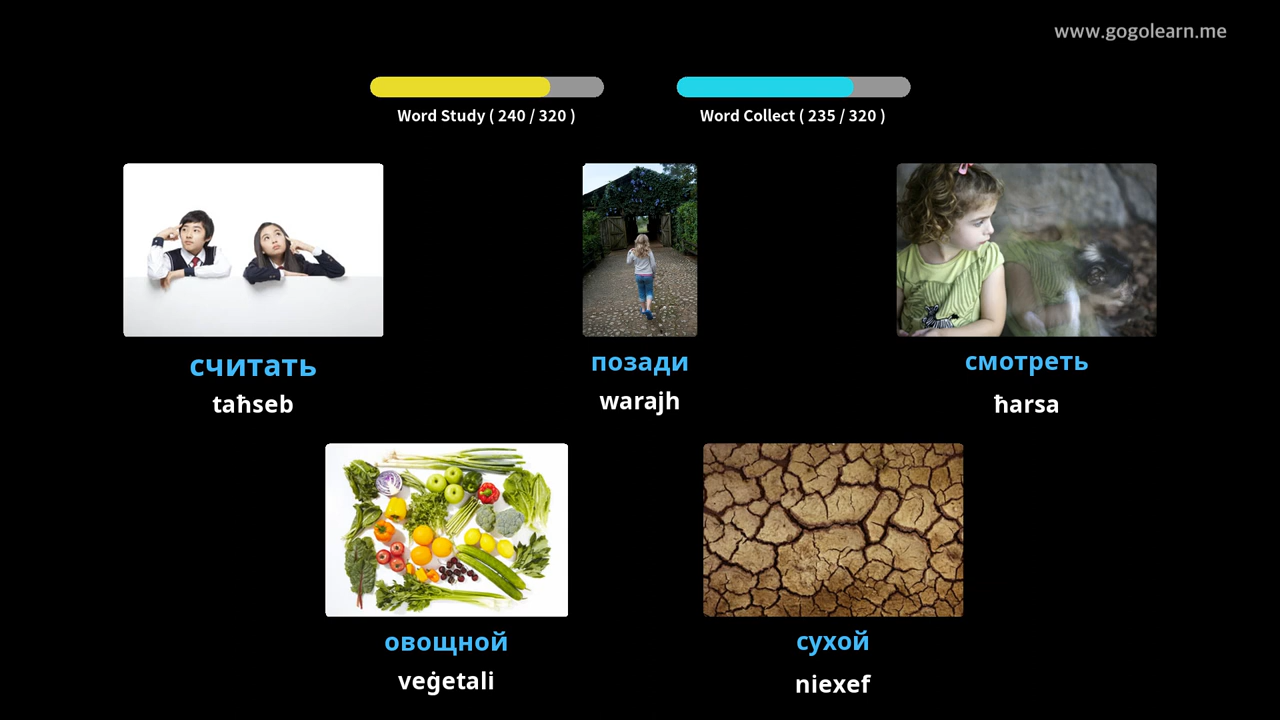 www.gogolearn.me
Word Study ( 240 / 320 )
Word Collect ( 235 / 320 )
считать
taħseb
позади
warajh
смотреть
ħarsa
овощной
veġetali
сухой
niexef